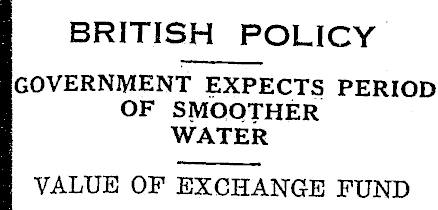 BRITISH POLICY
GOVERNMENT EXPECTS PERIOD
OF SMOOTHER
WATER
VALUE OF EXCHANGE FUND